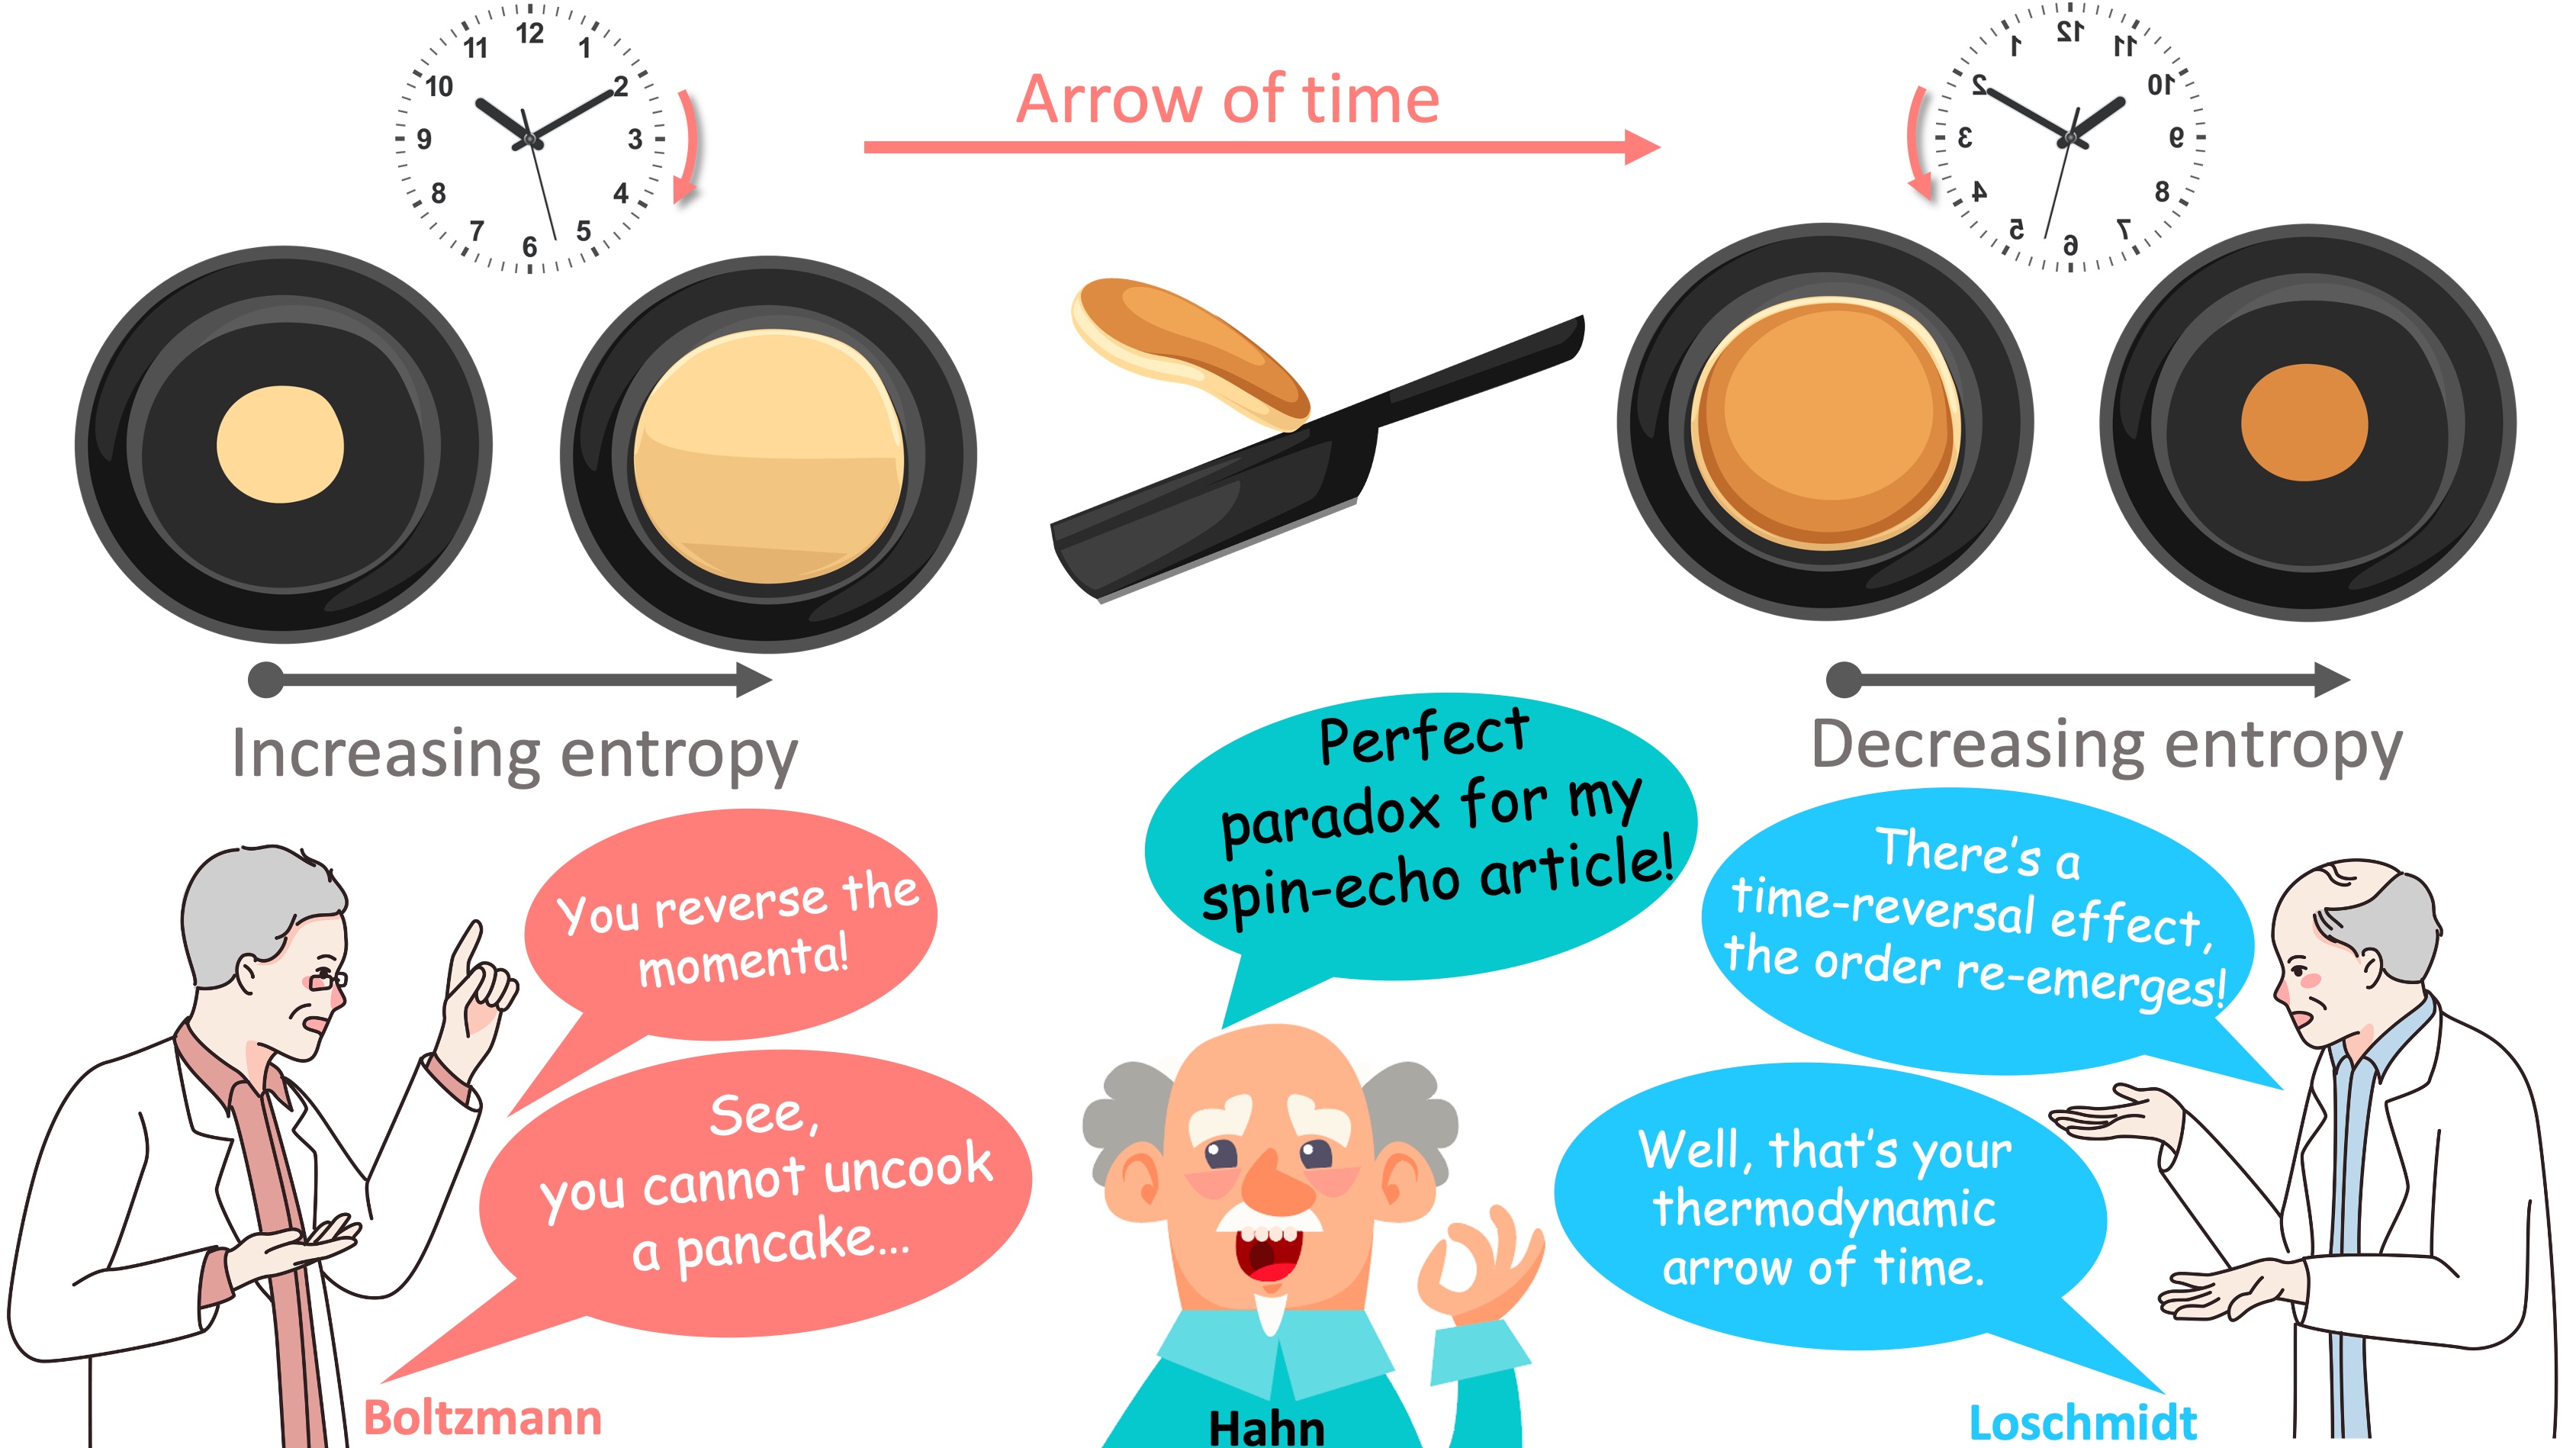 12
11
1
10
2
9
3
8
4
7
5
6
Arrow of time
12
1
11
2
10
3
9
4
8
5
7
6
Increasing entropy
Decreasing entropy
You reverse the
momenta!
See,
you cannot uncook
a pancake...
Boltzmann
Perfect
paradox for my
spin-echo article!
Hahn
There's a
time-reversal effect,
the order re-emerges!
Well, that's your
thermodynamic
arrow of time.
Loschmidt